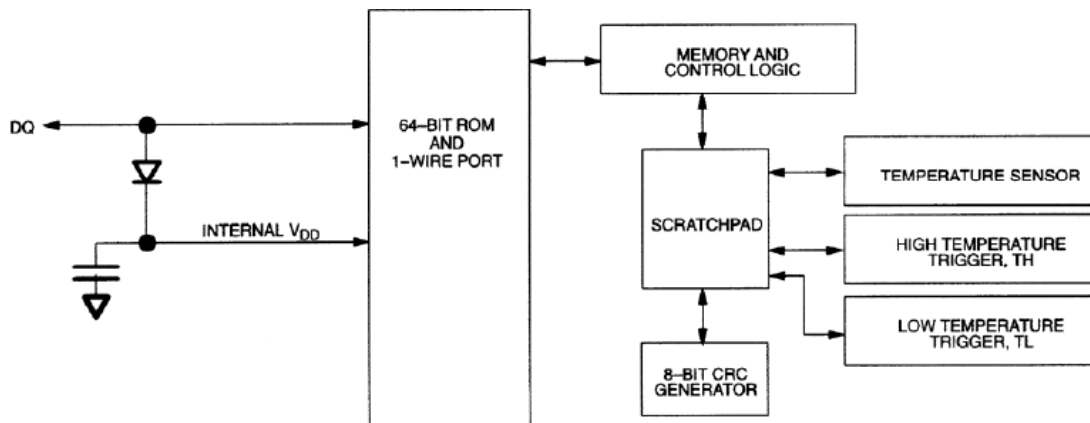 DQ
INTERNAL VDD
64–BIT ROM
AND
1–WIRE PORT
MEMORY AND
CONTROL LOGIC
SCRATCHPAD
8–BIT CRC
GENERATOR
TEMPERATURE SENSOR
HIGH TEMPERATURE
TRIGGER, TH
LOW TEMPERATURE
TRIGGER, TL